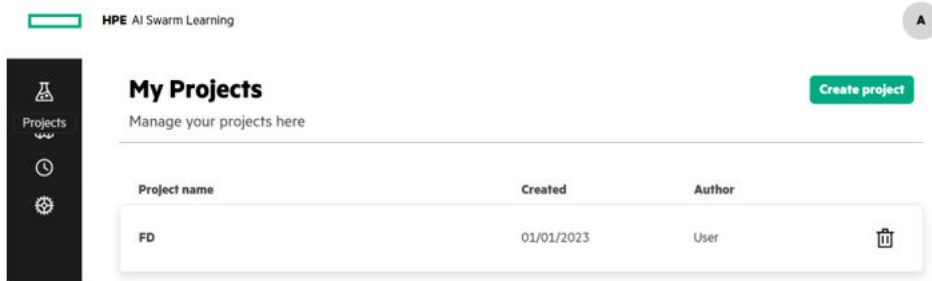 HPE AI Swarm Learning
A
My Projects
Create project
Projects
Manage your projects here
Project name Created Author
FD 01/01/2023 User